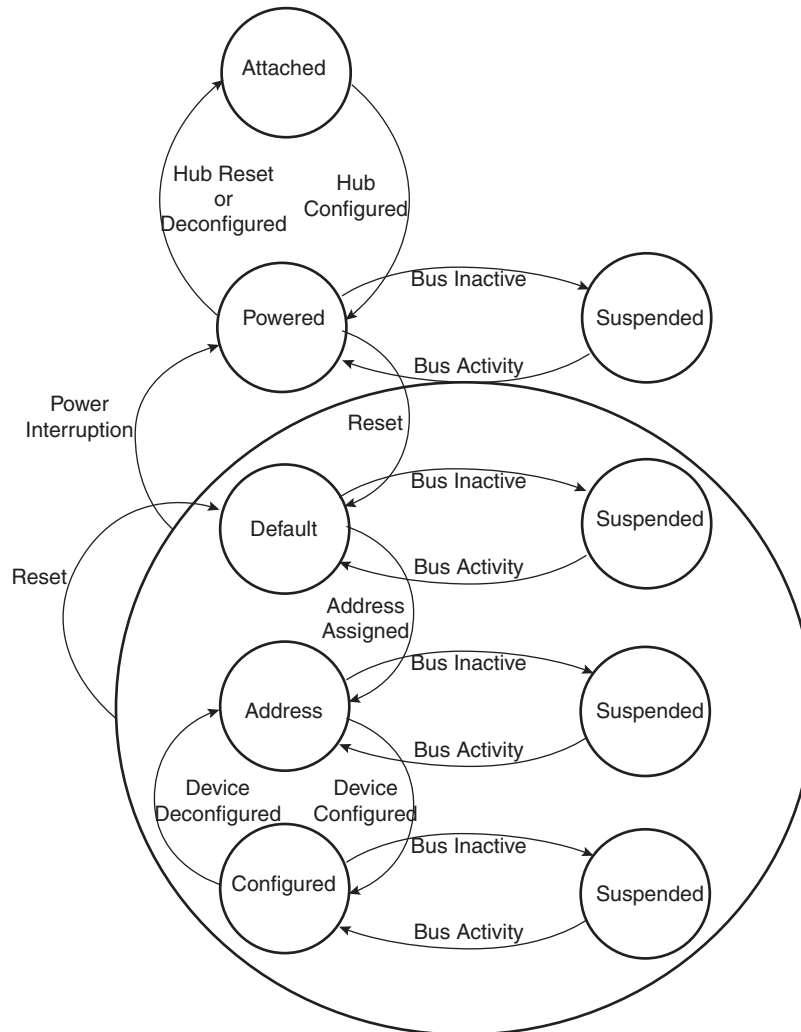 Attached
Hub Reset
or
Deconfigured
Hub
Configured
Bus Inactive
Powered
Suspended
Bus Activity
Power
Interruption
Reset
Bus Inactive
Default
Suspended
Bus Activity
Reset
Address
Assigned
Bus Inactive
Address
Suspended
Bus Activity
Device
Deconfigured
Device
Configured
Bus Inactive
Configured
Suspended
Bus Activity